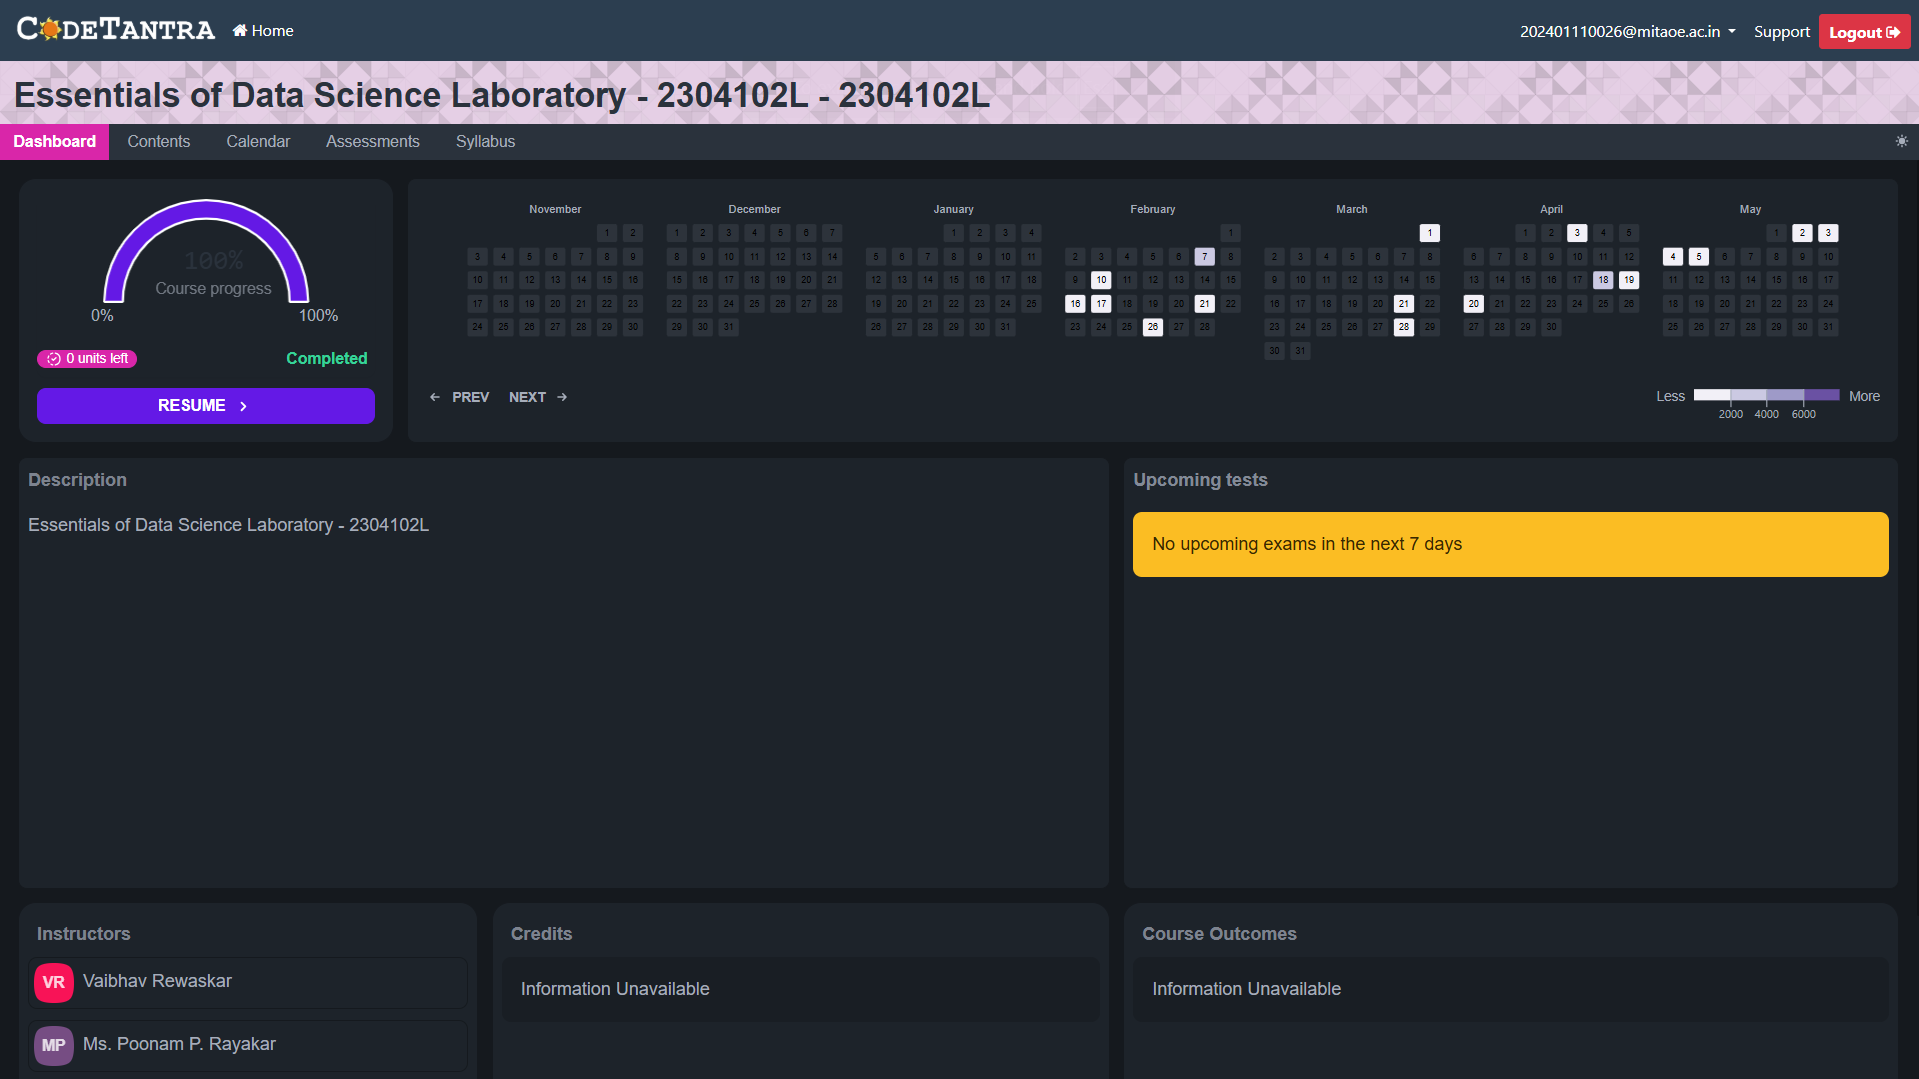 CODETANTRA
Home
202401110026@mitaoe.ac.in
Support
Logout
Essentials of Data Science Laboratory - 2304102L - 2304102L
Dashboard
Contents
Calendar
Assessments
Syllabus
100%
Course progress
0%
100%
0 units left
Completed
RESUME
November
1 2
3 4 5 6 7 8 9
10 11 12 13 14 15 16
17 18 19 20 21 22 23
24 25 26 27 28 29 30
December
1 2 3 4 5 6 7
8 9 10 11 12 13 14
15 16 17 18 19 20 21
22 23 24 25 26 27 28
29 30 31
January
1 2 3 4
5 6 7 8 9 10 11
12 13 14 15 16 17 18
19 20 21 22 23 24 25
26 27 28 29 30 31
February
1
2 3 4 5 6 7 8
9 10 11 12 13 14 15
16 17 18 19 20 21 22
23 24 25 26 27 28
March
1
2 3 4 5 6 7 8
9 10 11 12 13 14 15
16 17 18 19 20 21 22
23 24 25 26 27 28 29
30 31
April
1 2 3 4 5
6 7 8 9 10 11 12
13 14 15 16 17 18 19
20 21 22 23 24 25 26
27 28 29 30
May
1 2 3
4 5 6 7 8 9 10
11 12 13 14 15 16 17
18 19 20 21 22 23 24
25 26 27 28 29 30 31
PREV
NEXT
Less
More
2000 4000 6000
Description
Essentials of Data Science Laboratory - 2304102L
Upcoming tests
No upcoming exams in the next 7 days
Instructors
VR
Vaibhav Rewaskar
MP
Ms. Poonam P. Rayakar
Credits
Information Unavailable
Course Outcomes
Information Unavailable